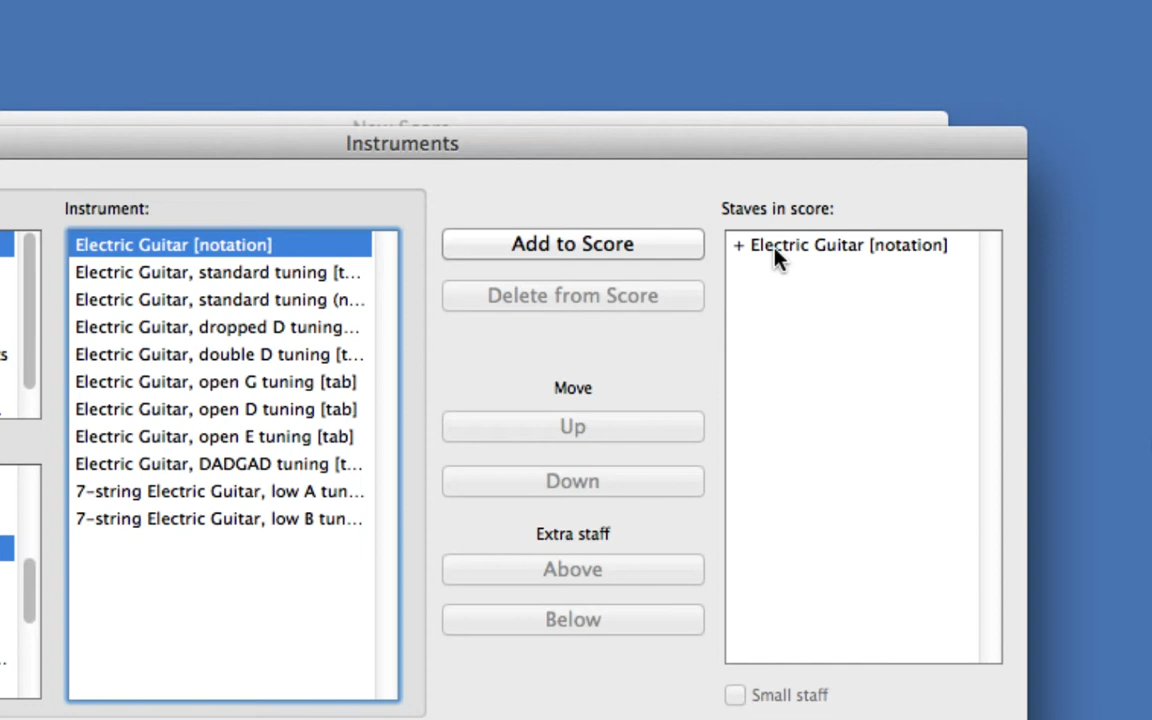 New Score
Instruments
Instrument:
Electric Guitar [notation]
Electric Guitar, standard tuning [t...
Electric Guitar, standard tuning (n...
Electric Guitar, dropped D tuning...
Electric Guitar, double D tuning [t...
Electric Guitar, open G tuning [tab]
Electric Guitar, open D tuning [tab]
Electric Guitar, open E tuning [tab]
Electric Guitar, DADGAD tuning [t...
7-string Electric Guitar, low A tun...
7-string Electric Guitar, low B tun...
Add to Score
Delete from Score
Move
Up
Down
Extra staff
Above
Below
Staves in score:
+ Electric Guitar [notation]
Small staff